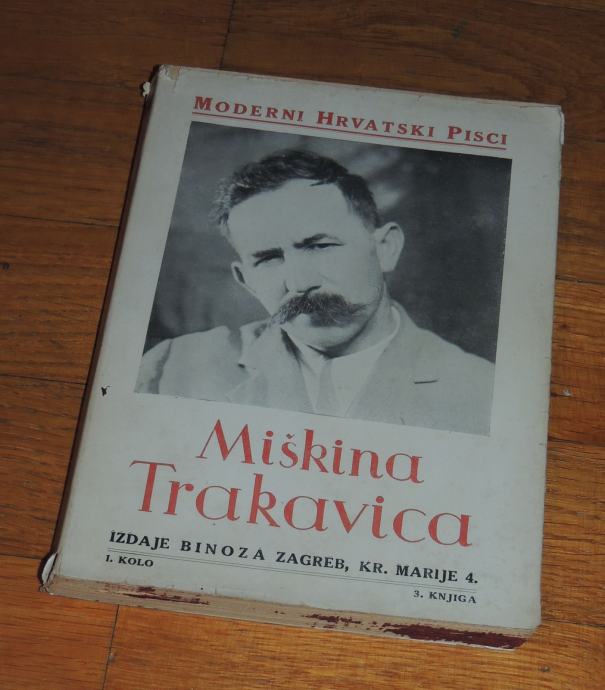 MODERNI HRVATSKI PISCI
Miškina
Trakavica
IZDAJE BINOZA ZAGREB, KR. MARIJE 4.
I. KOLO
3. KNJIGA